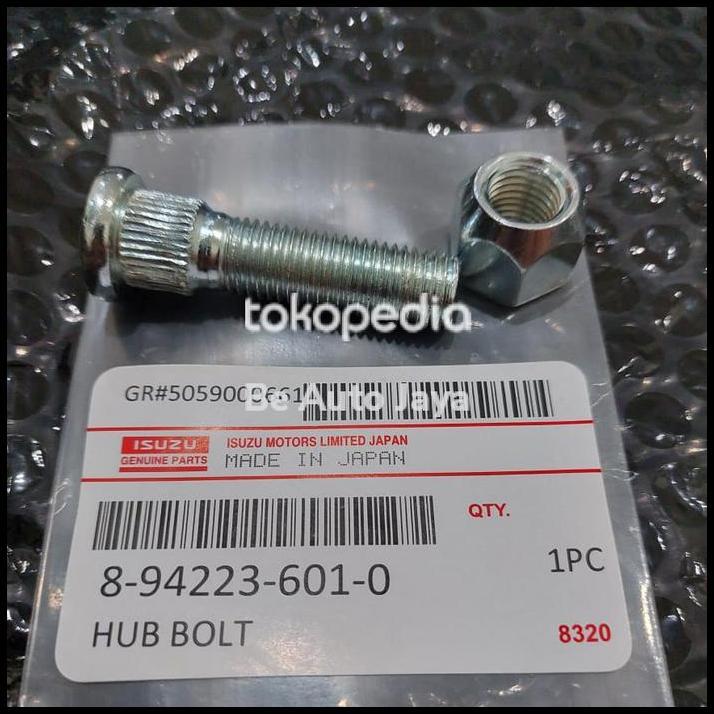 tokopedia
Be Auto Jaya
GR#5059009661
ISUZU
GENUINE PARTS
ISUZU MOTORS LIMITED JAPAN
MADE IN JAPAN
QTY.
8-94223-601-0
1PC
HUB BOLT
8320